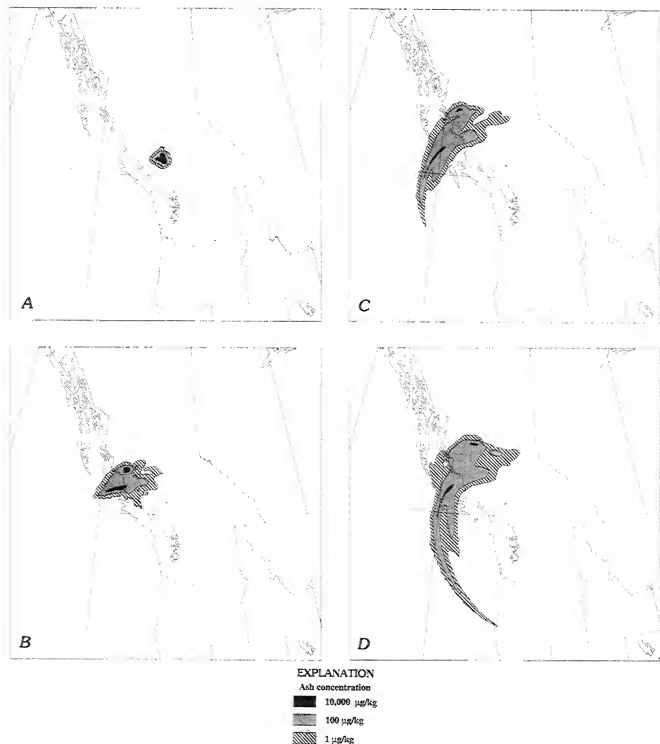 A
C
B
D
EXPLANATION
Ash concentration
10,000 µg/kg
100 µg/kg
1 µg/kg